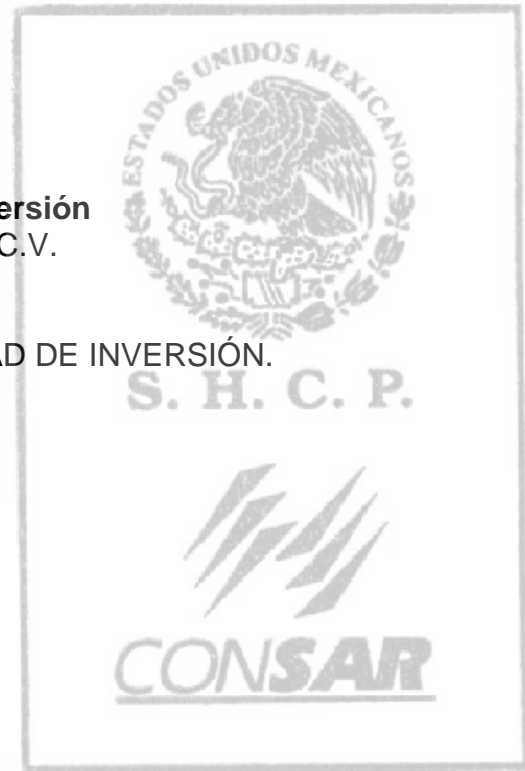 ESTADOS UNIDOS MEXICANOS
ersión
C.V.
AD DE INVERSIÓN.
S. H. C. P.
CONSAR